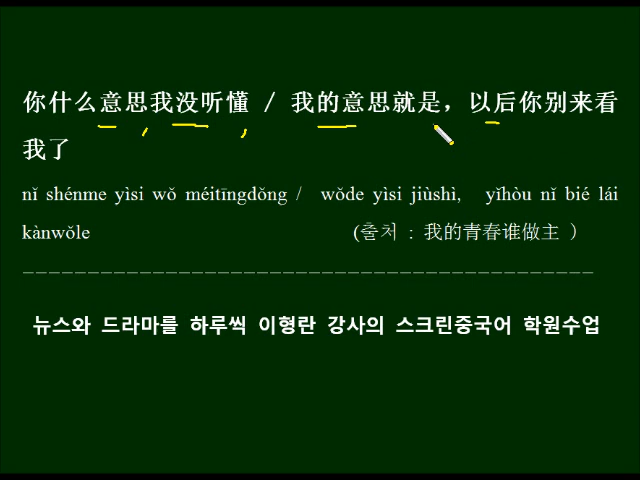 你什么意思我没听懂 / 我的意思就是，以后你别来看
我了
nǐ shénme yìsi wǒ méitīngdǒng / wǒde yìsi jiùshì, yǐhòu nǐ bié lái
kànwǒle (출처 : 我的青春谁做主 )
--------------------------------------------
뉴스와 드라마를 하루씩 이형란 강사의 스크린중국어 학원수업